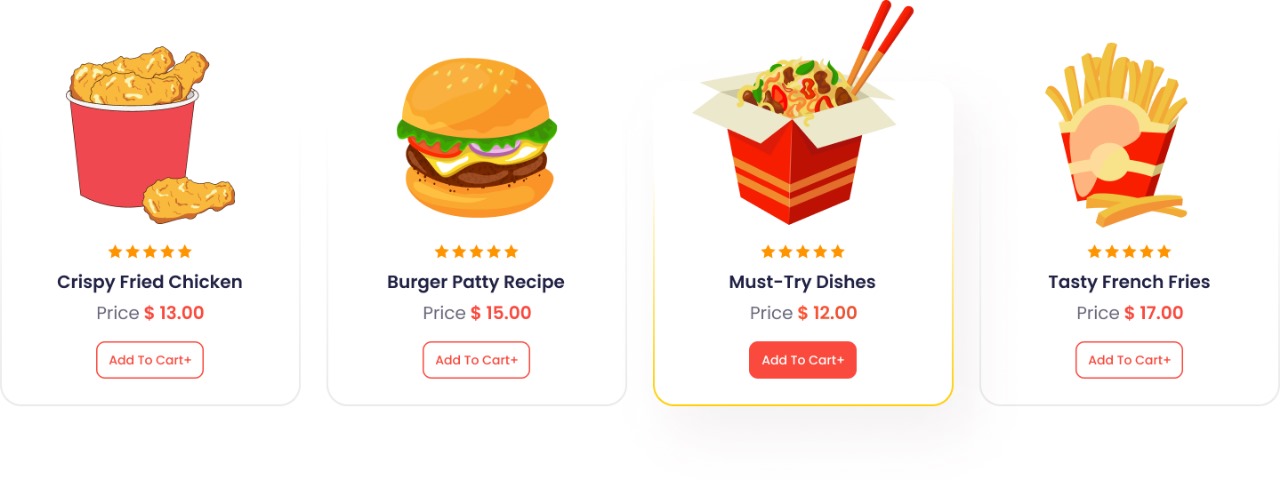 Crispy Fried Chicken
Price $ 13.00
Add To Cart+
Burger Patty Recipe
Price $ 15.00
Add To Cart+
Must-Try Dishes
Price $ 12.00
Add To Cart+
Tasty French Fries
Price $ 17.00
Add To Cart+